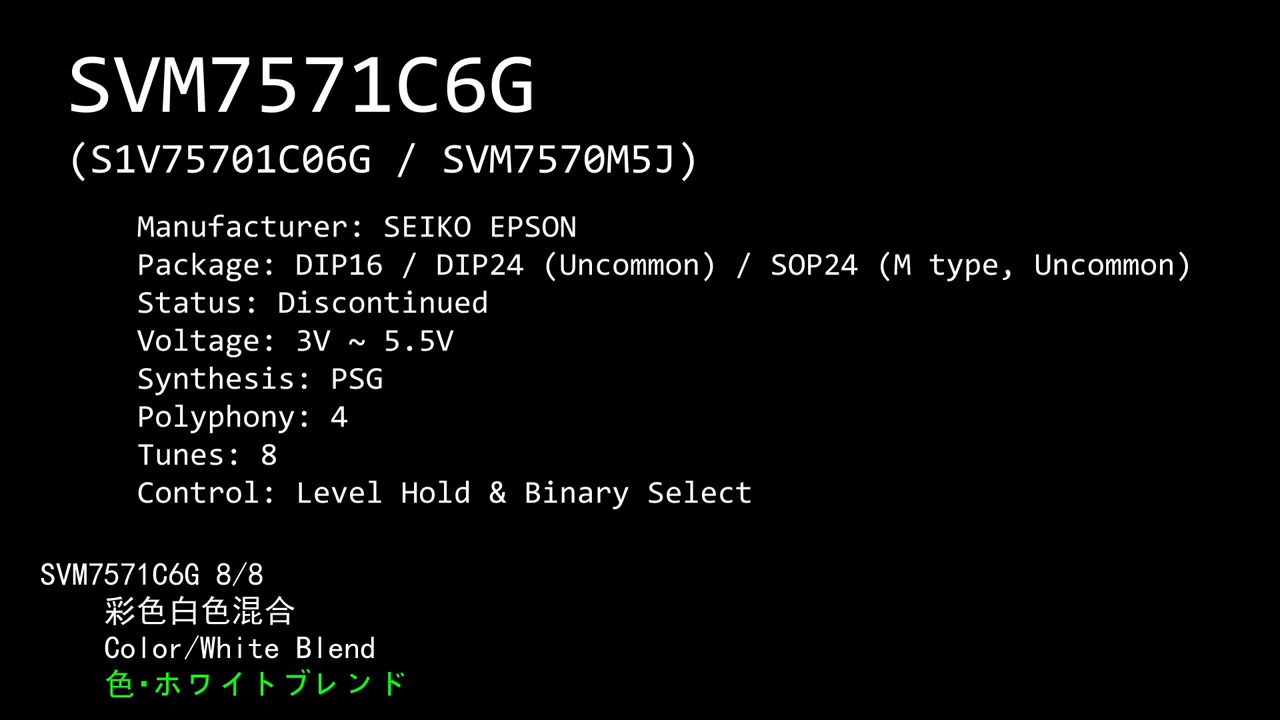 SVM7571C6G
(S1V75701C06G / SVM7570M5J)
Manufacturer: SEIKO EPSON
Package: DIP16 / DIP24 (Uncommon) / SOP24 (M type, Uncommon)
Status: Discontinued
Voltage: 3V ~ 5.5V
Synthesis: PSG
Polyphony: 4
Tunes: 8
Control: Level Hold & Binary Select
SVM7571C6G 8/8
彩色白色混合
Color/White Blend
色・ホワイトブレンド